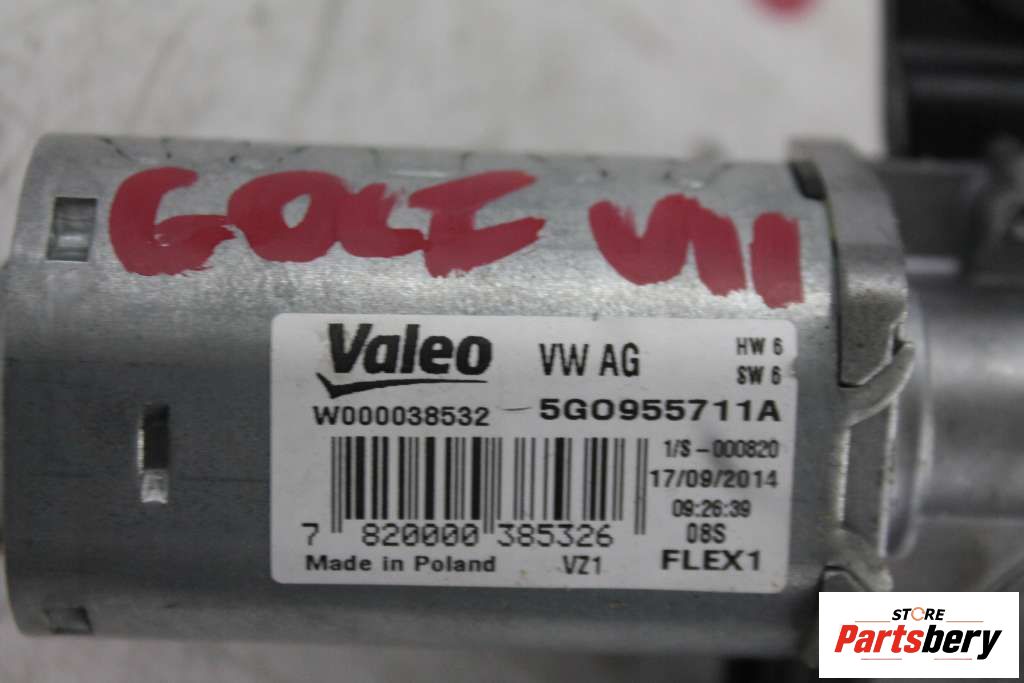 GOLF VII
Valeo VW AG HW 6
SW 6
W000038532 5G0955711A
1/S-000820
17/09/2014
09:26:39
7 820000 385326 08S
Made in Poland VZ1 FLEX1
STORE
Partsbery